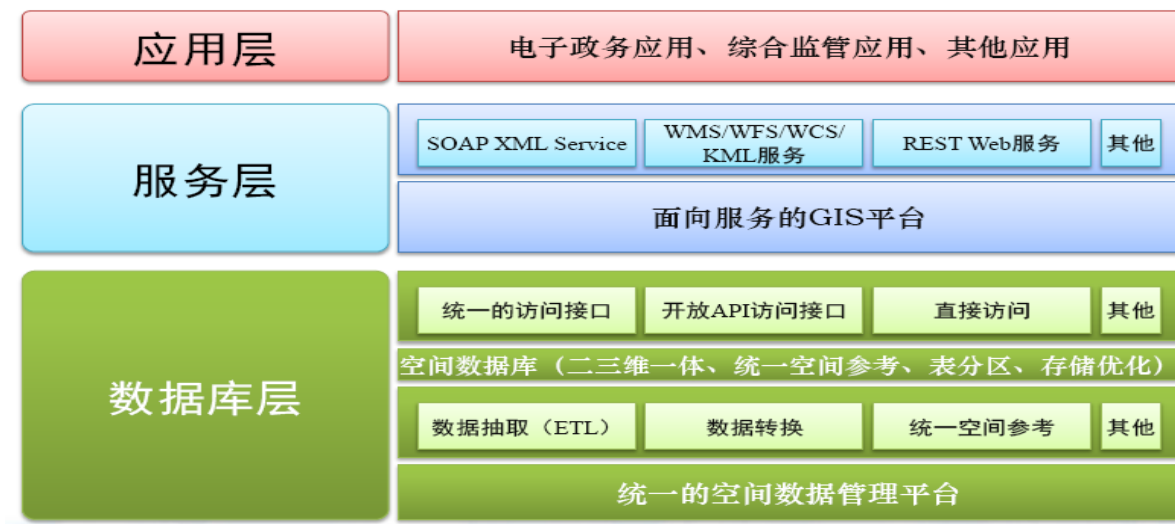 应用层
电子政务应用、综合监管应用、其他应用
服务层
SOAP XML Service
WMS/WFS/WCS/
KML服务
REST Web服务
其他
面向服务的GIS平台
数据库层
统一的访问接口
开放API访问接口
直接访问
其他
空间数据库（二三维一体、统一空间参考、表分区、存储优化）
数据抽取（ETL）
数据转换
统一空间参考
其他
统一的空间数据管理平台